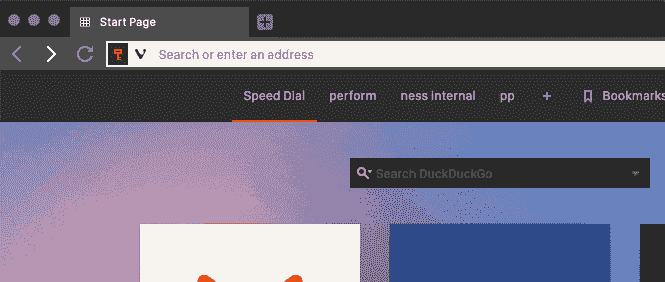 Start Page
Search or enter an address
Speed Dial perform ness internal pp + Bookmarks
Search DuckDuckGo